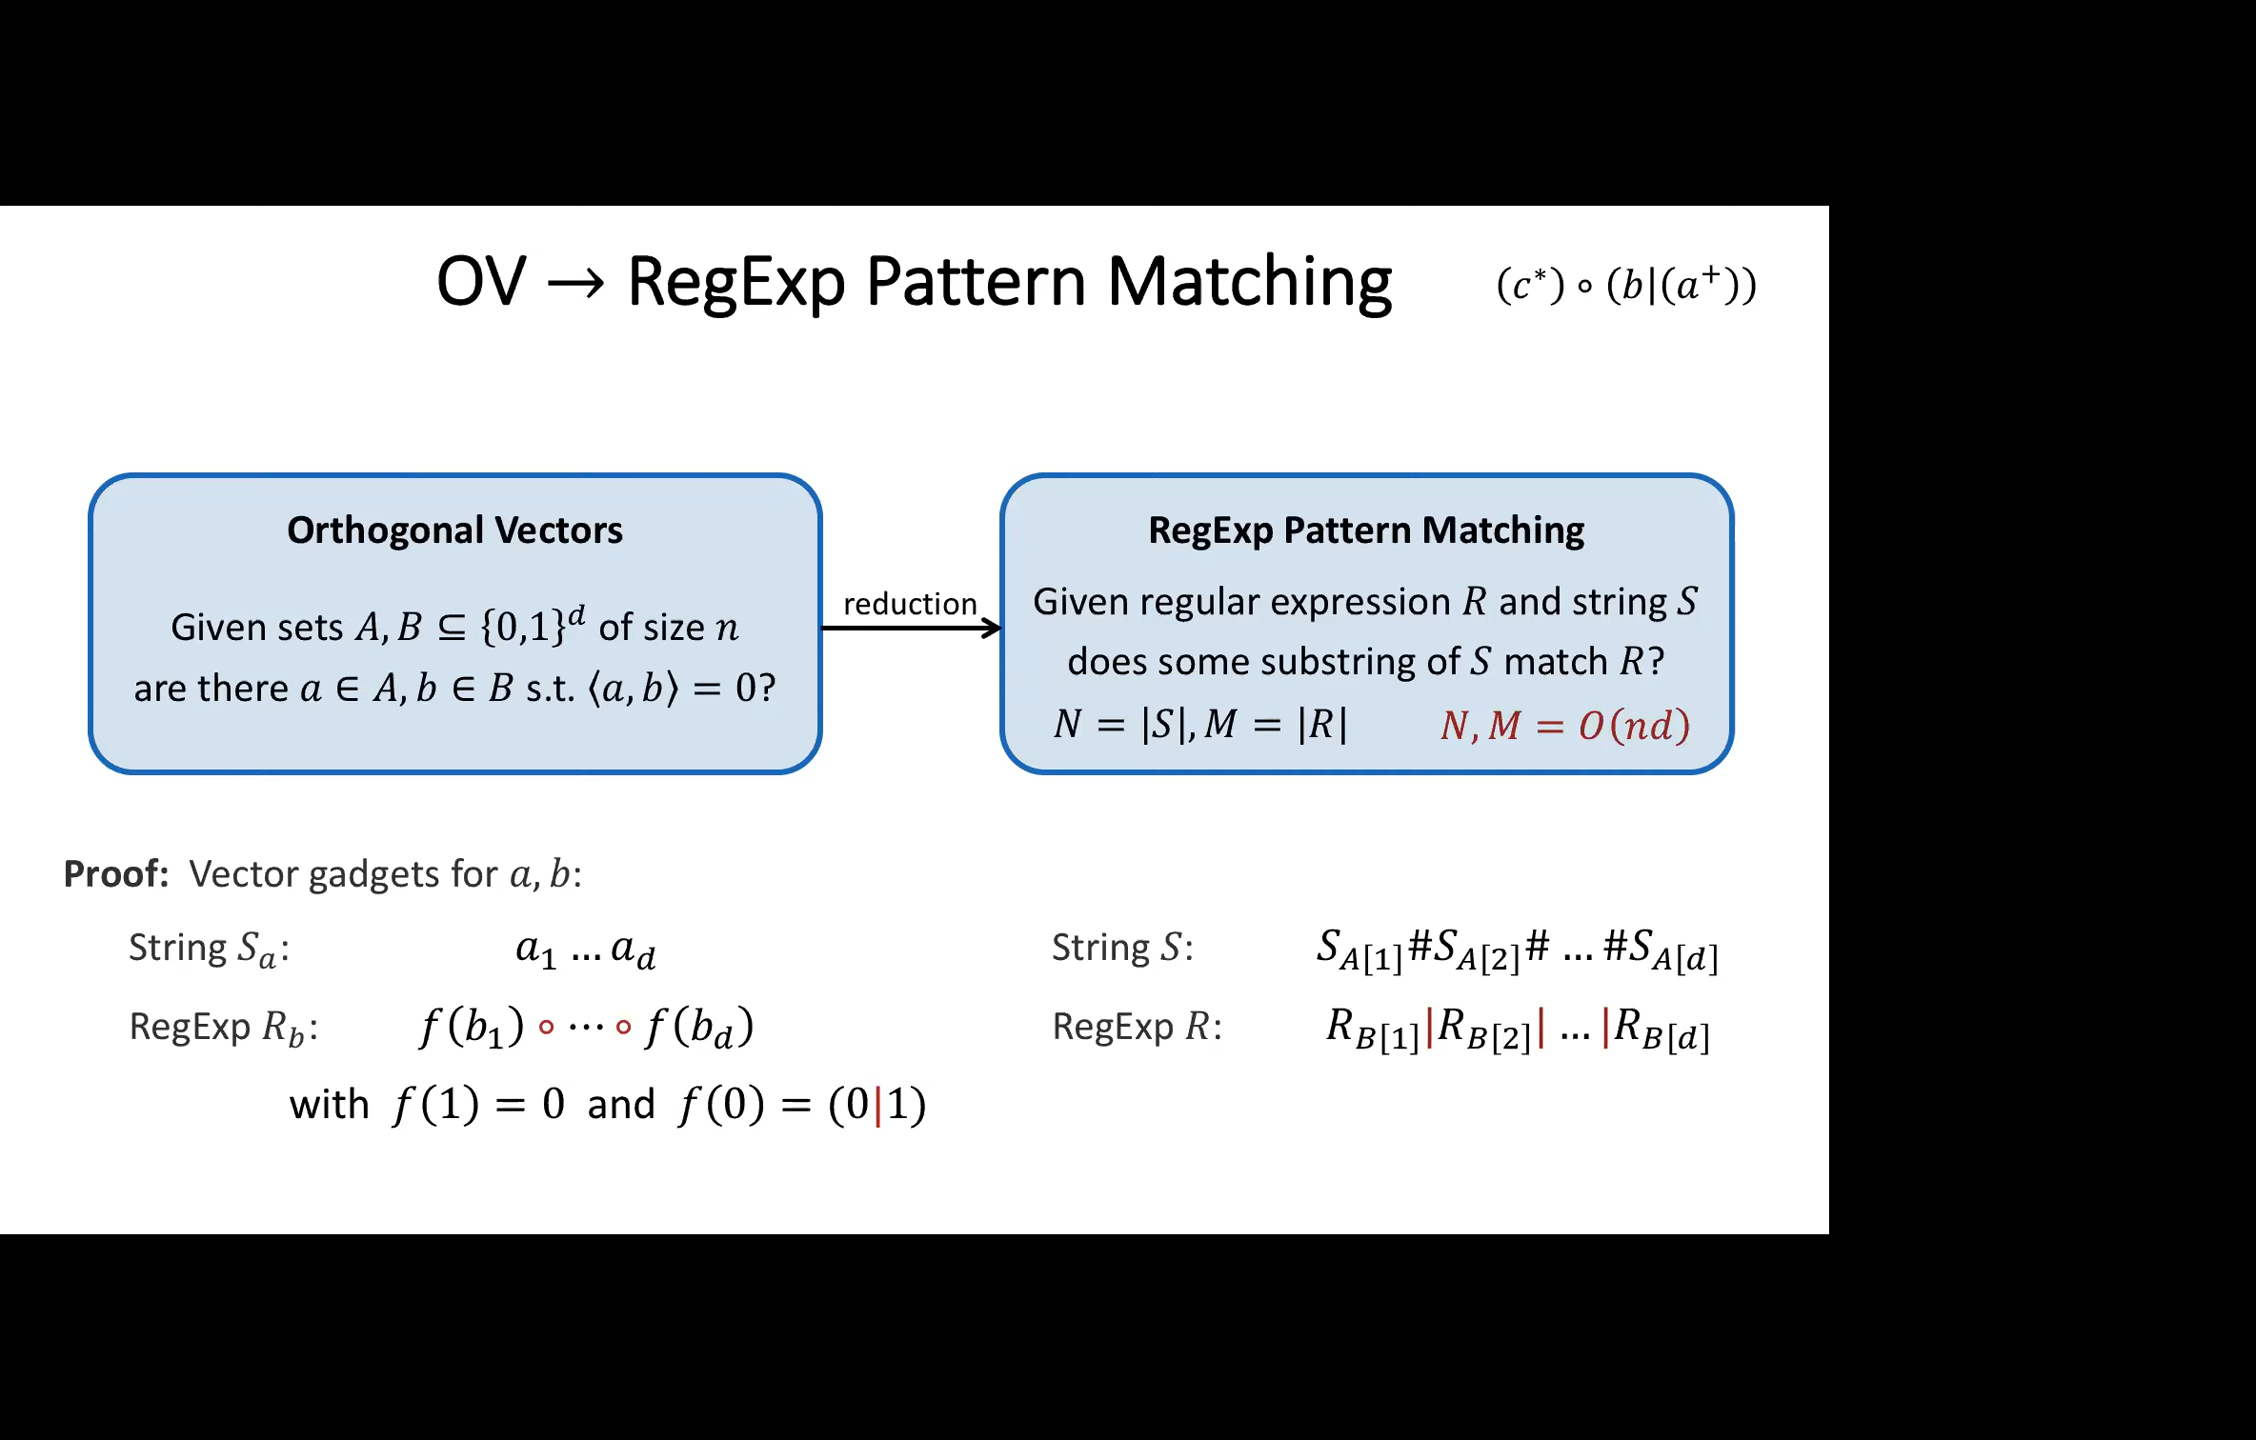 OV → RegExp Pattern Matching (c*) ∘ (b|(a⁺))
Orthogonal Vectors
Given sets A, B ⊆ {0,1}ᵈ of size n
are there a ∈ A, b ∈ B s.t. ⟨a, b⟩ = 0?
reduction
RegExp Pattern Matching
Given regular expression R and string S
does some substring of S match R?
N = |S|, M = |R| N, M = O(nd)
Proof: Vector gadgets for a, b:
String Sₐ: a₁ … a_d
RegExp R_b: f(b₁) ∘ ⋯ ∘ f(b_d)
with f(1) = 0 and f(0) = (0|1)
String S: S_A[1]#S_A[2]# … #S_A[d]
RegExp R: R_B[1]|R_B[2]| … |R_B[d]